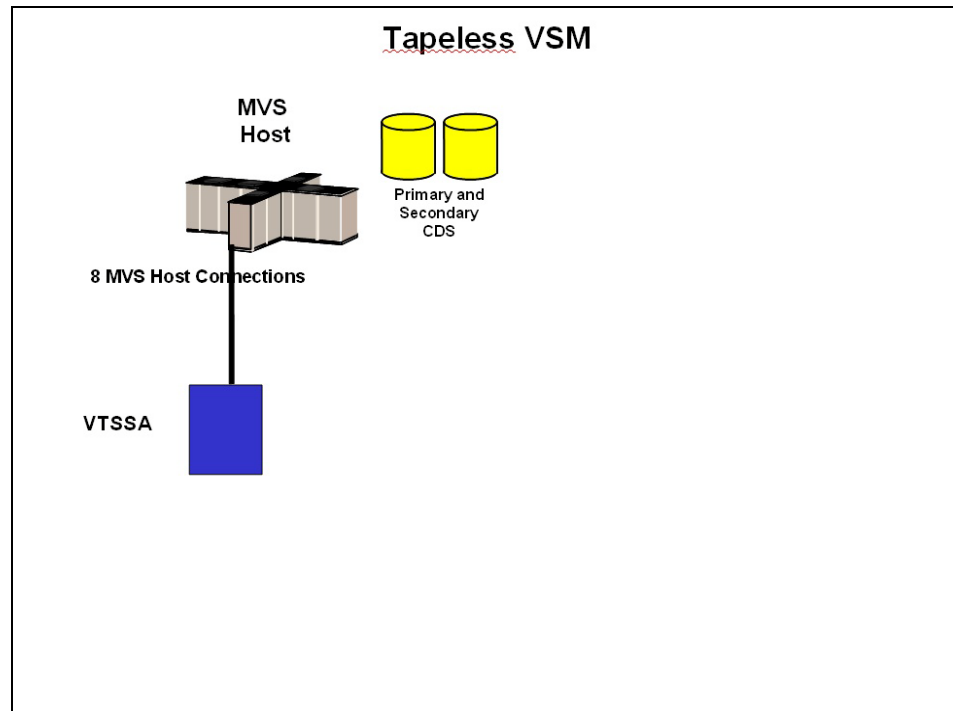 Tapeless VSM
MVS
Host
Primary and
Secondary
CDS
8 MVS Host Connections
VTSSA